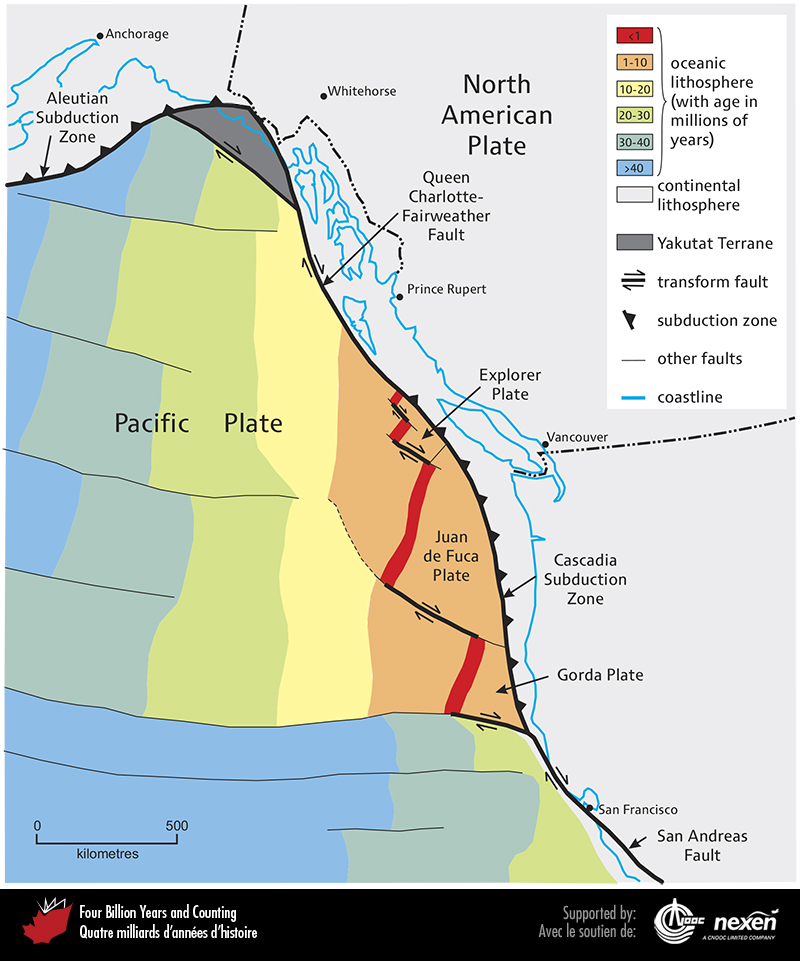 Anchorage
Aleutian
Subduction
Zone
Whitehorse
North
American
Plate
Queen
Charlotte-
Fairweather
Fault
Prince Rupert
Explorer
Plate
Pacific Plate
Vancouver
Juan
de Fuca
Plate
Cascadia
Subduction
Zone
Gorda Plate
San Francisco
San Andreas
Fault
0 500
kilometres
<1
1-10
10-20
20-30
30-40
>40
oceanic
lithosphere
(with age in
millions of
years)
continental
lithosphere
Yakutat Terrane
transform fault
subduction zone
other faults
coastline
Four Billion Years and Counting
Quatre milliards d'années d'histoire
Supported by:
Avec le soutien de:
CNOOC
nexen
A CNOOC LIMITED COMPANY